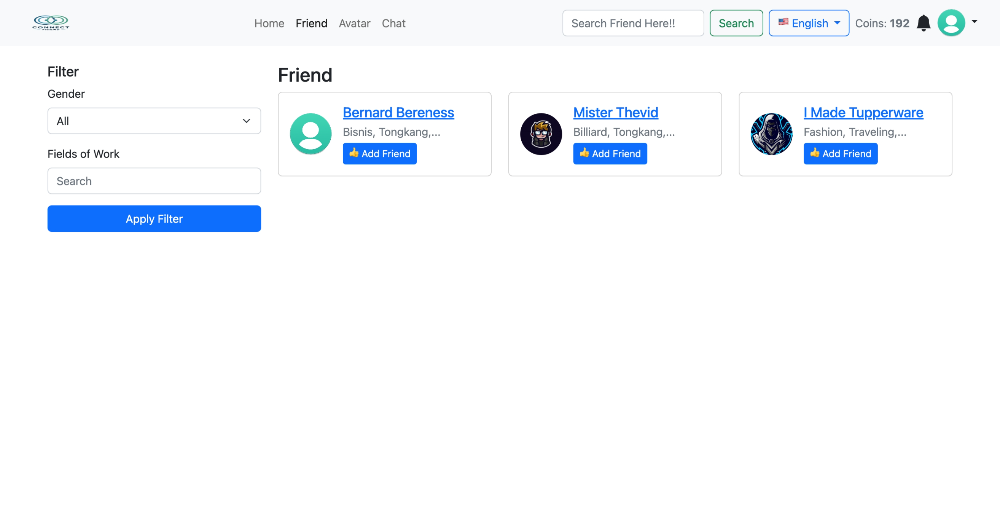 CONNECT
FRIEND
Home Friend Avatar Chat
Search Friend Here!!
Search
English
Coins: 192
Filter
Gender
All
Fields of Work
Search
Apply Filter
Friend
Bernard Bereness
Bisnis, Tongkang,...
👍 Add Friend
Mister Thevid
Billiard, Tongkang,...
👍 Add Friend
I Made Tupperware
Fashion, Traveling,...
👍 Add Friend